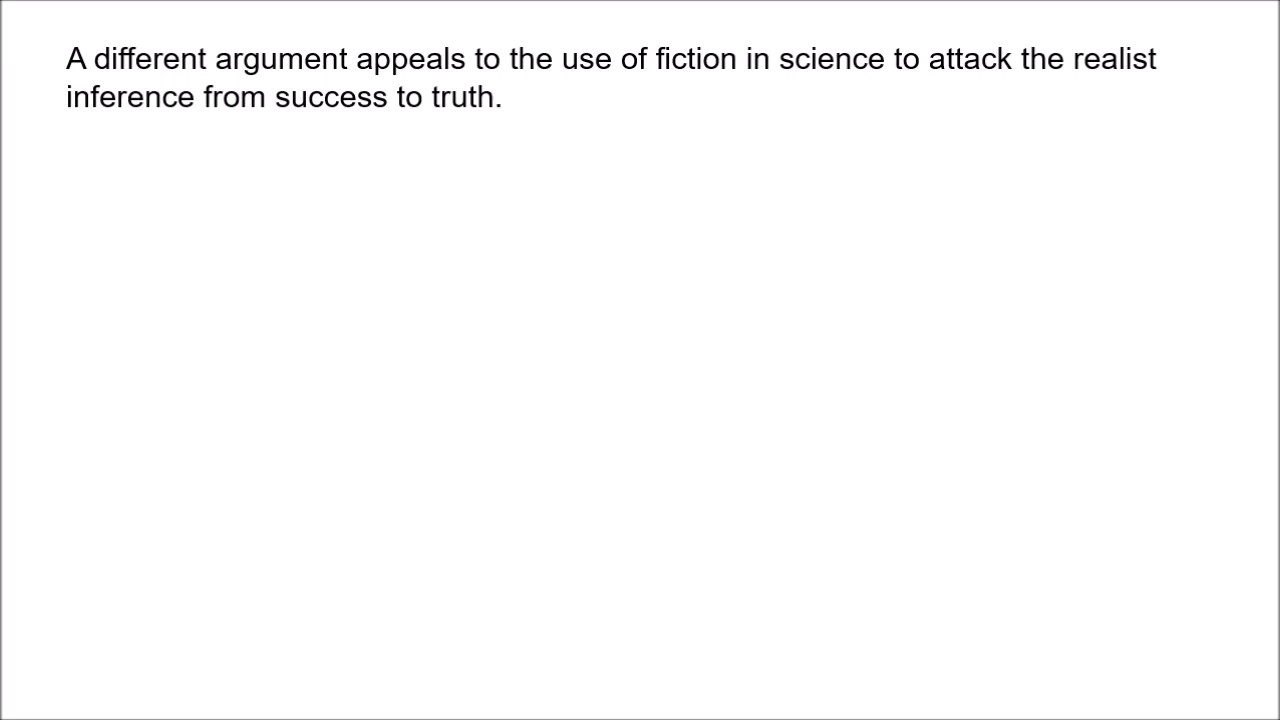 A different argument appeals to the use of fiction in science to attack the realist
inference from success to truth.